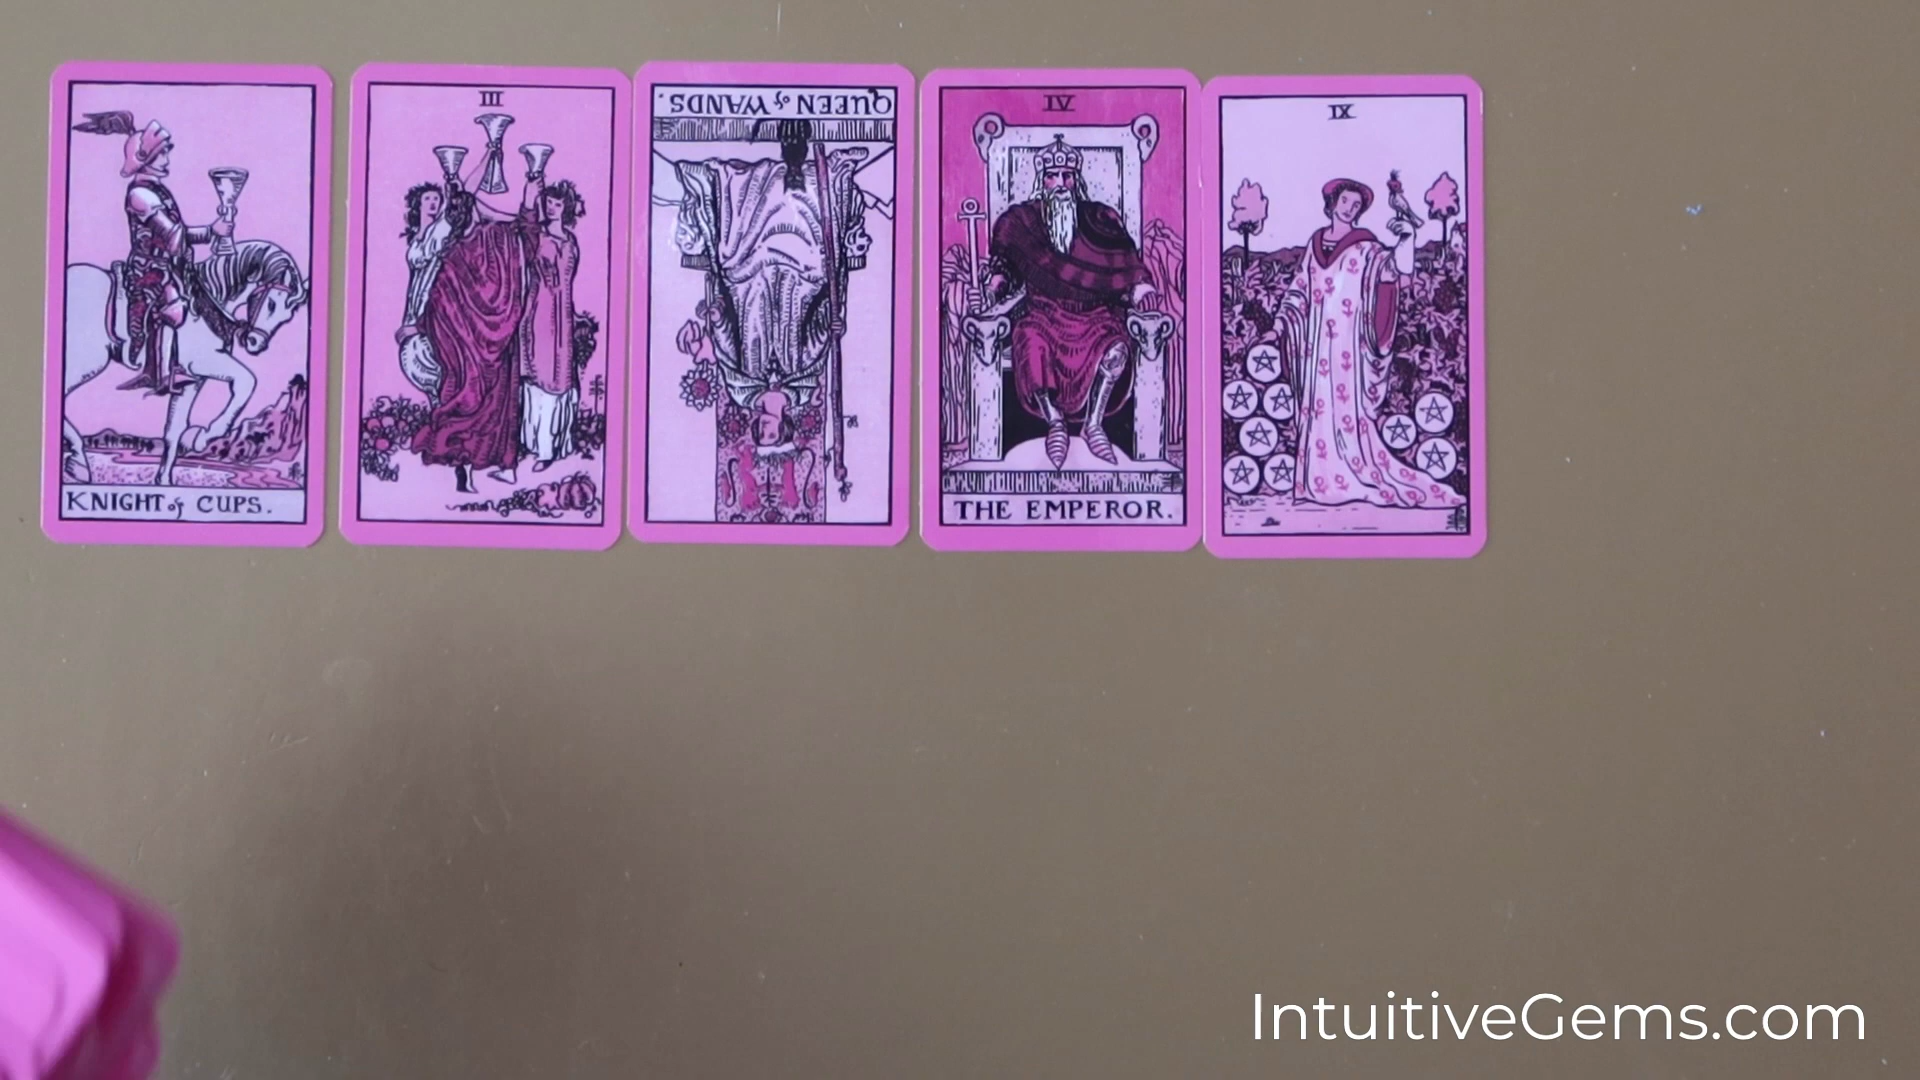 KNIGHT of CUPS.
III
QUEEN of WANDS.
IV
THE EMPEROR.
IX
IntuitiveGems.com